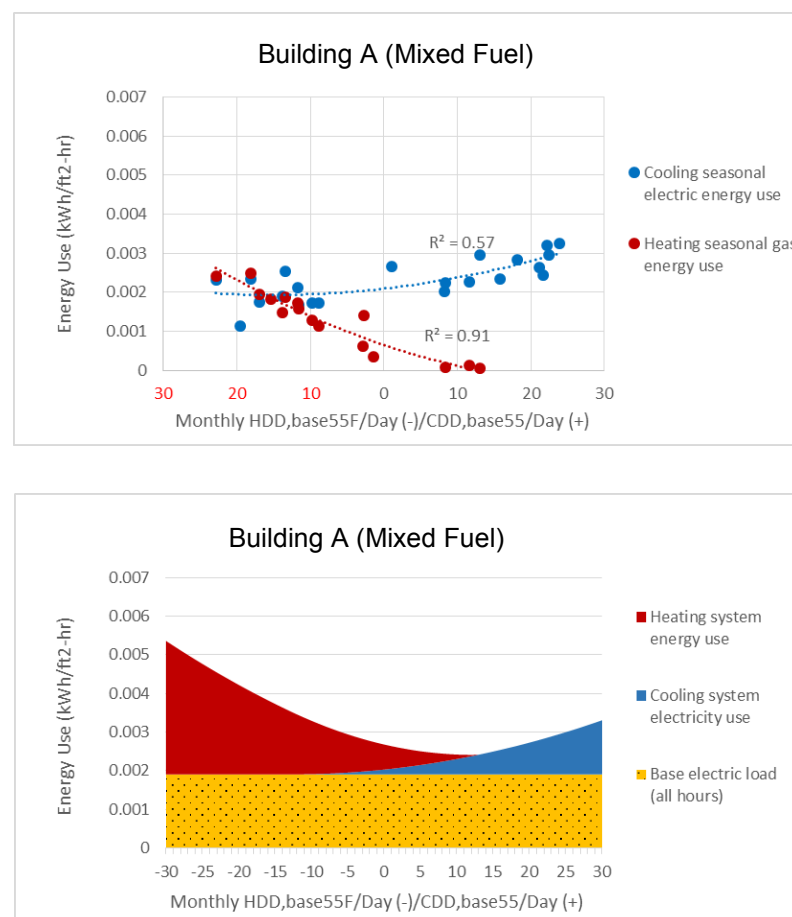 Building A (Mixed Fuel)
0.007
0.006
0.005
0.004
0.003
0.002
0.001
0
Energy Use (kWh/ft2-hr)
R² = 0.57
R² = 0.91
30 20 10 0 10 20 30
Monthly HDD,base55F/Day (-)/CDD,base55/Day (+)
Cooling seasonal
electric energy use
Heating seasonal gas
energy use
Building A (Mixed Fuel)
0.007
0.006
0.005
0.004
0.003
0.002
0.001
0
Energy Use (kWh/ft2-hr)
-30 -25 -20 -15 -10 -5 0 5 10 15 20 25 30
Monthly HDD,base55F/Day (-)/CDD,base55/Day (+)
Heating system
energy use
Cooling system
electricity use
Base electric load
(all hours)